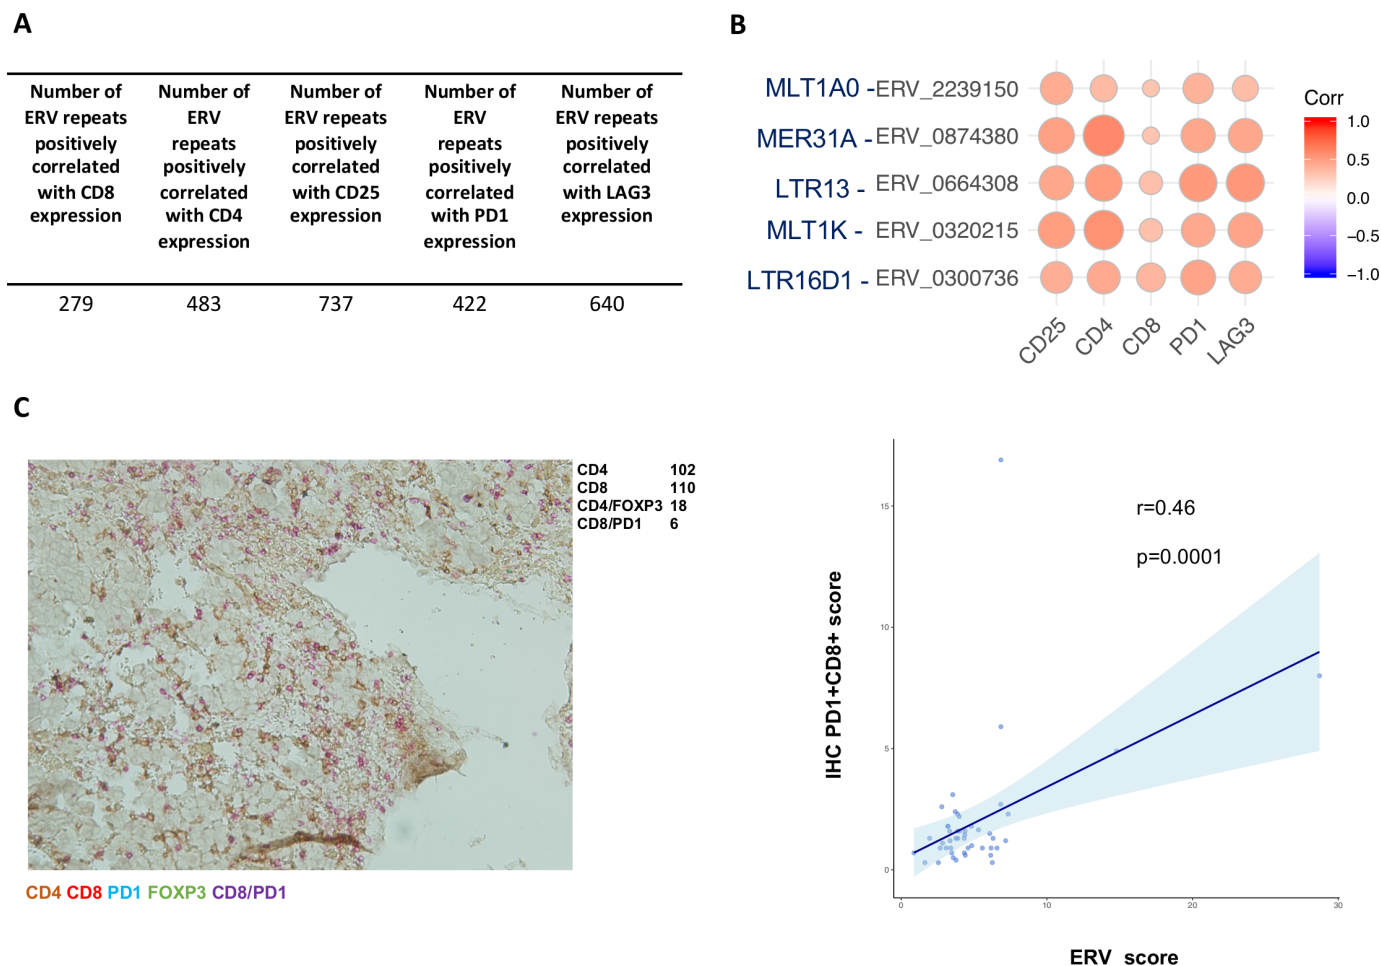 A
Number of
ERV repeats
positively
correlated
with CD8
expression
Number of
ERV
repeats
positively
correlated
with CD4
expression
Number of
ERV repeats
positively
correlated
with CD25
expression
Number of
ERV
repeats
positively
correlated
with PD1
expression
Number of
ERV repeats
positively
correlated
with LAG3
expression
279 483 737 422 640
B
MLT1A0 - ERV_2239150
MER31A - ERV_0874380
LTR13 - ERV_0664308
MLT1K - ERV_0320215
LTR16D1 - ERV_0300736
CD25 CD4 CD8 PD1 LAG3
Corr
1.0
0.5
0.0
−0.5
−1.0
C
CD4 102
CD8 110
CD4/FOXP3 18
CD8/PD1 6
CD4 CD8 PD1 FOXP3 CD8/PD1
IHC PD1+CD8+ score
15
10
5
0
r=0.46
p=0.0001
0 10 20 30
ERV score